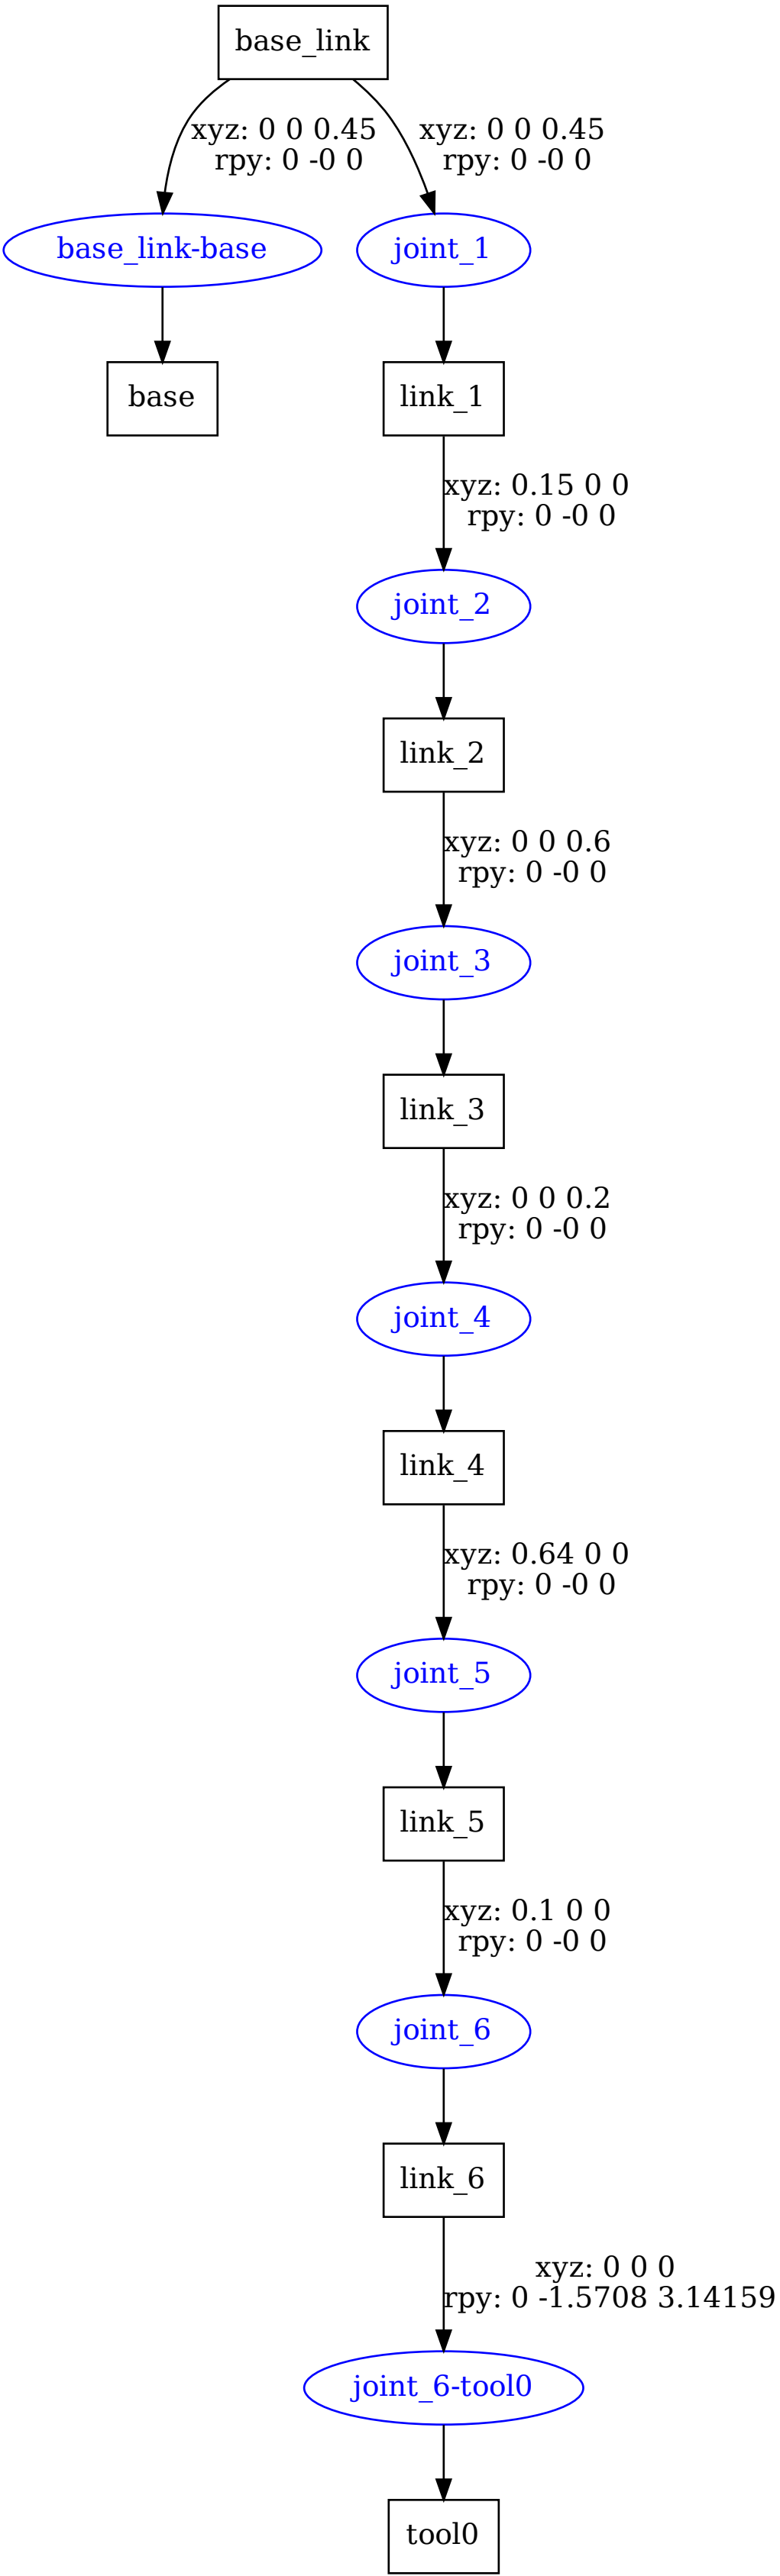 base_link
xyz: 0 0 0.45
rpy: 0 -0 0
xyz: 0 0 0.45
rpy: 0 -0 0
base_link-base
joint_1
base
link_1
xyz: 0.15 0 0
rpy: 0 -0 0
joint_2
link_2
xyz: 0 0 0.6
rpy: 0 -0 0
joint_3
link_3
xyz: 0 0 0.2
rpy: 0 -0 0
joint_4
link_4
xyz: 0.64 0 0
rpy: 0 -0 0
joint_5
link_5
xyz: 0.1 0 0
rpy: 0 -0 0
joint_6
link_6
xyz: 0 0 0
rpy: 0 -1.5708 3.14159
joint_6-tool0
tool0